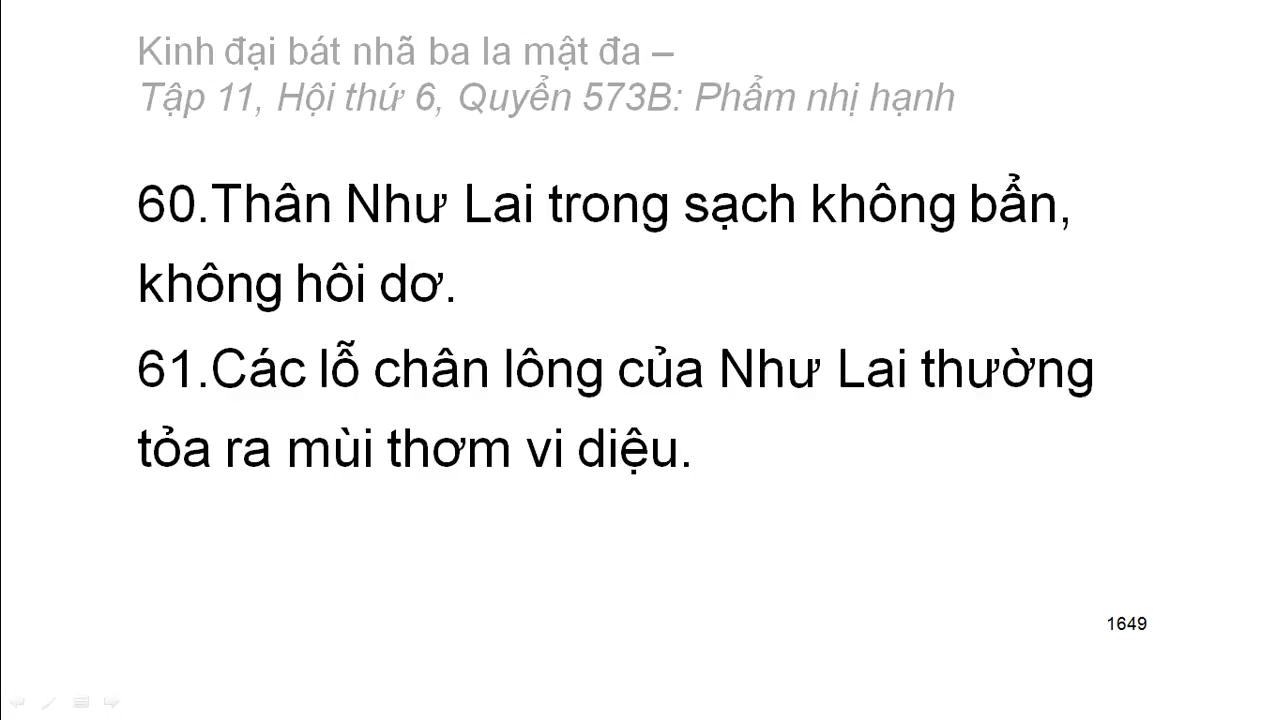 Kinh đại bát nhã ba la mật đa –
Tập 11, Hội thứ 6, Quyển 573B: Phẩm nhị hạnh
60.Thân Như Lai trong sạch không bẩn,
không hôi dơ.
61.Các lỗ chân lông của Như Lai thường
tỏa ra mùi thơm vi diệu.
1649